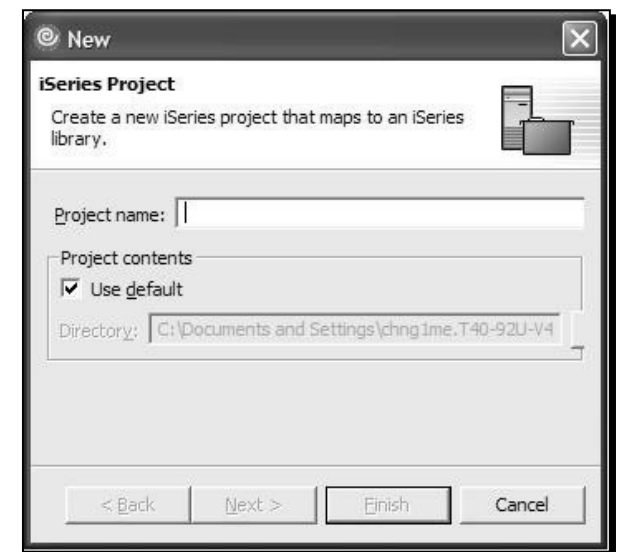 New
iSeries Project
Create a new iSeries project that maps to an iSeries
library.
Project name:
Project contents
Use default
Directory: C:\Documents and Settings\chng1me.T40-92U-V4
< Back Next > Finish Cancel